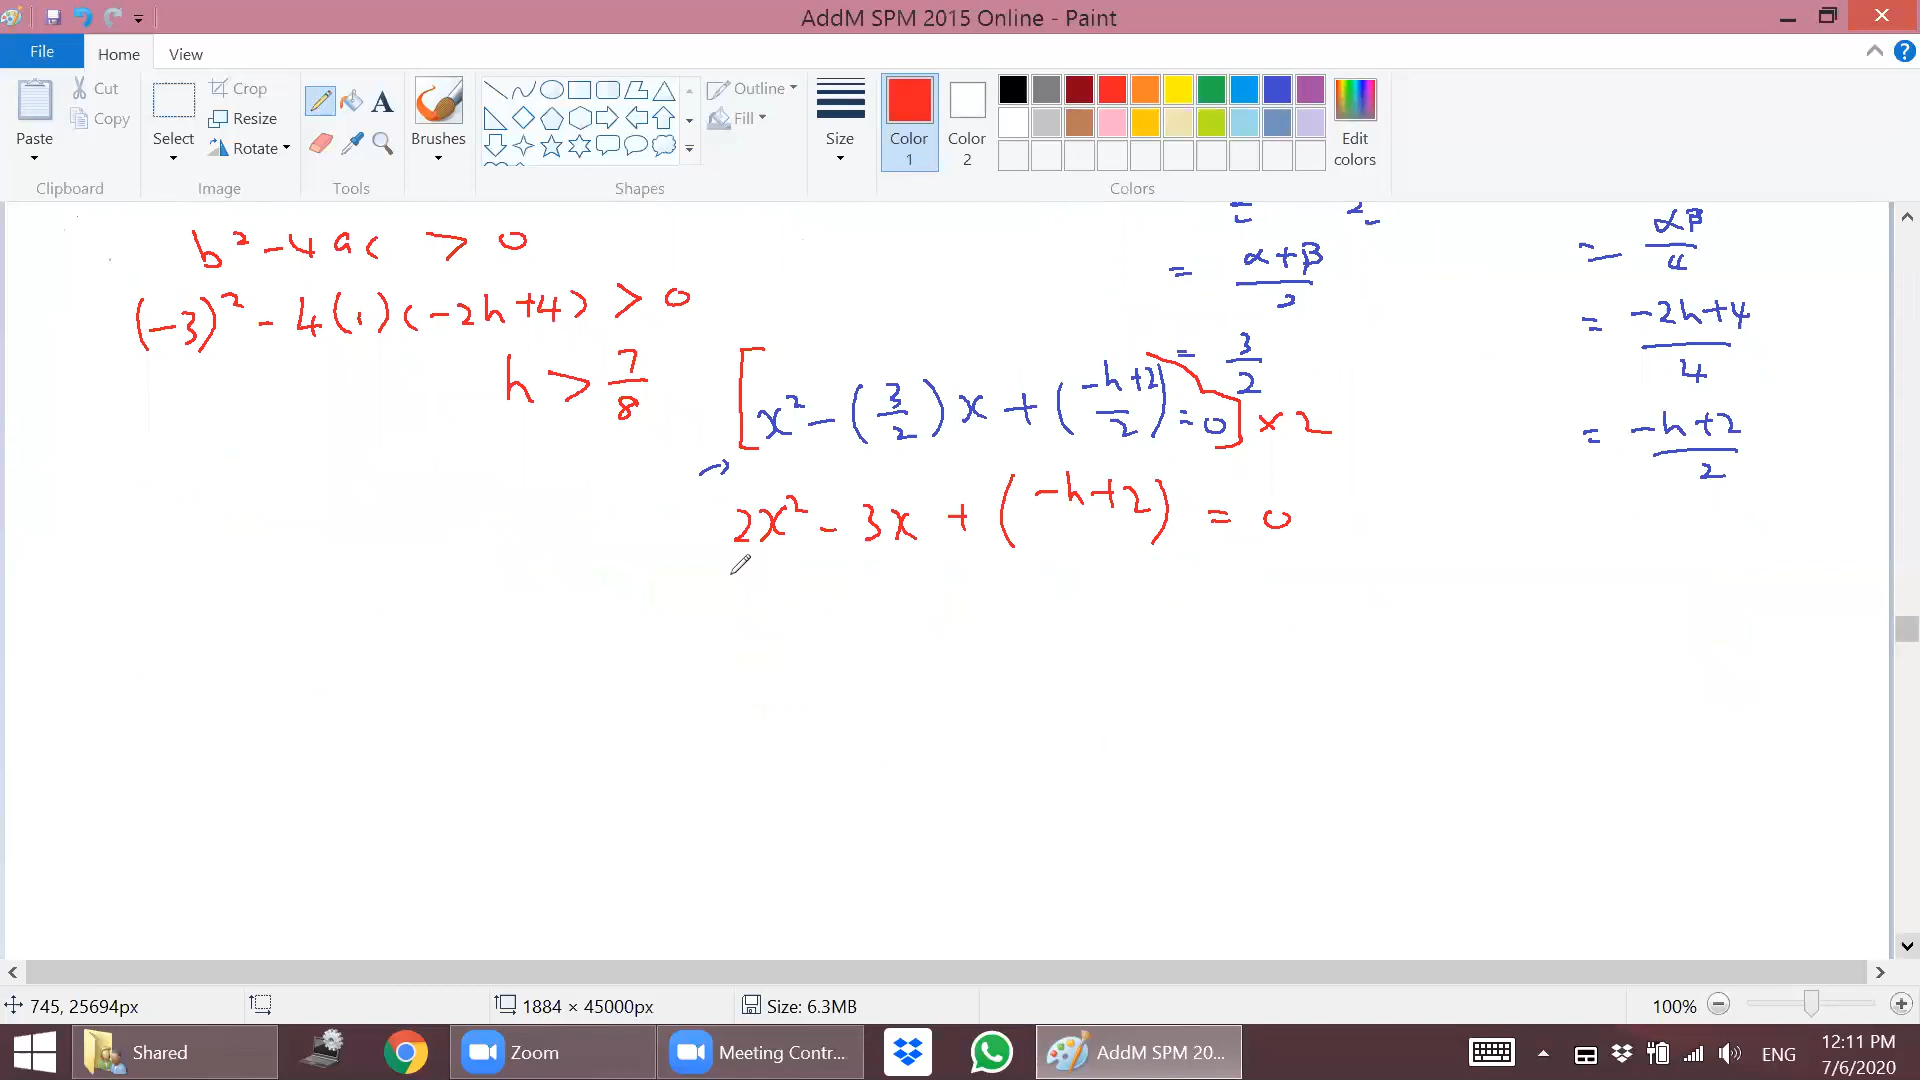 AddM SPM 2015 Online - Paint
File
Home
View
Paste
Cut
Copy
Clipboard
Select
Crop
Resize
Rotate
Image
Tools
Brushes
Shapes
Outline
Fill
Size
Color 1
Color 2
Edit colors
Colors
b² - 4ac > 0
(-3)² - 4(1)(-2h+4) > 0
h > 7/8
= (α+β)/2
= 3/2
= αβ/4
= (-2h+4)/4
= (-h+2)/2
[x² - (3/2)x + ((-h+2)/2) = 0] × 2
→
2x² - 3x + (-h+2) = 0
745, 25694px
1884 × 45000px
Size: 6.3MB
100%
Shared
Zoom
Meeting Contr...
AddM SPM 20...
ENG
12:11 PM
7/6/2020